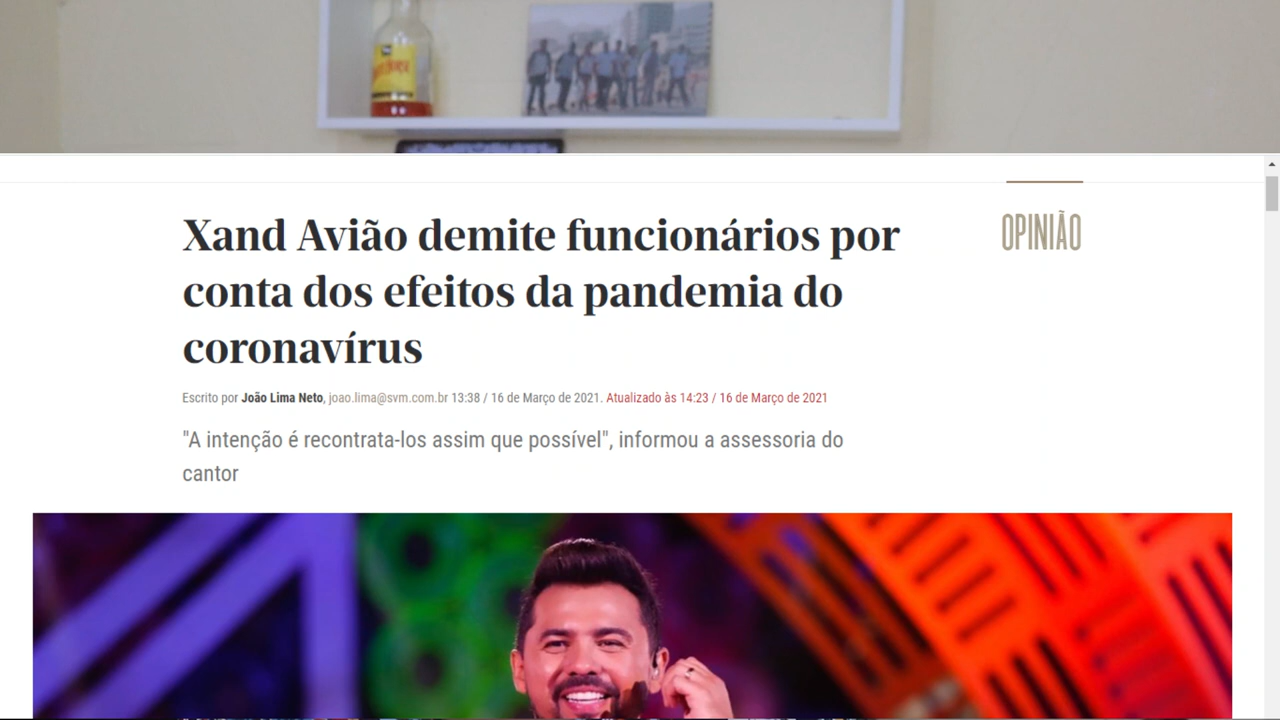 Xand Avião demite funcionários por
conta dos efeitos da pandemia do
coronavírus
OPINIÃO
Escrito por João Lima Neto, joao.lima@svm.com.br 13:38 / 16 de Março de 2021. Atualizado às 14:23 / 16 de Março de 2021
"A intenção é recontrata-los assim que possível", informou a assessoria do
cantor